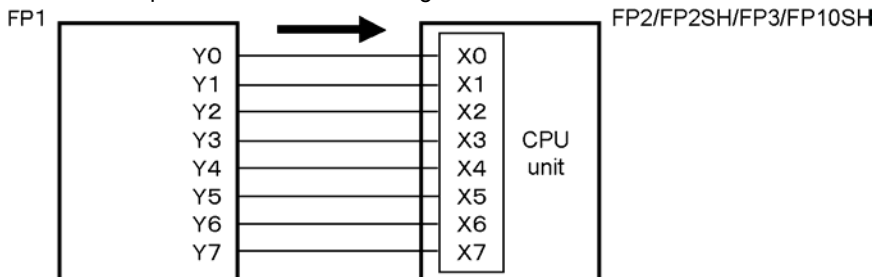 FP1
FP2/FP2SH/FP3/FP10SH
Y0 X0
Y1 X1
Y2 X2
Y3 X3 CPU
Y4 X4 unit
Y5 X5
Y6 X6
Y7 X7